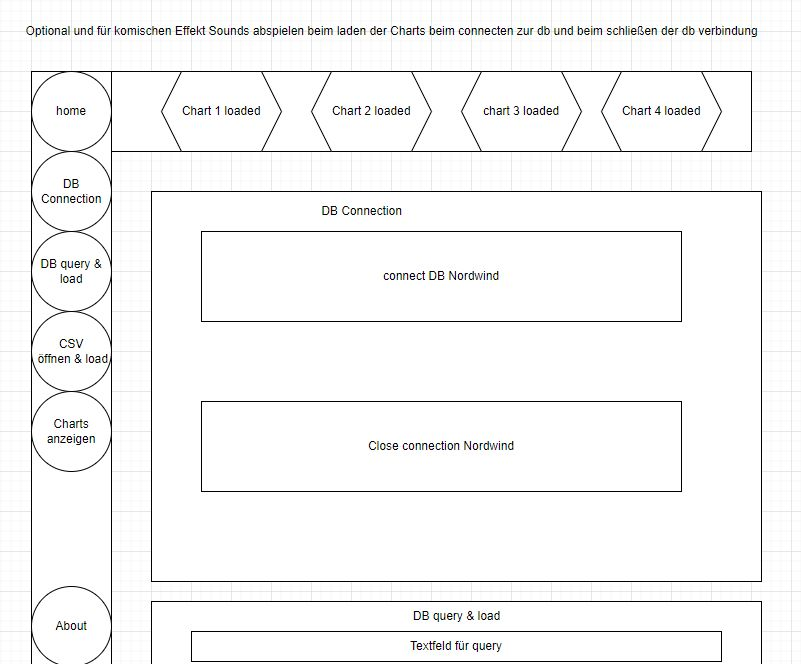 Optional und für komischen Effekt Sounds abspielen beim laden der Charts beim connecten zur db und beim schließen der db verbindung
home
Chart 1 loaded
Chart 2 loaded
chart 3 loaded
Chart 4 loaded
DB
Connection
DB query &
load
CSV
öffnen & load
Charts
anzeigen
About
DB Connection
connect DB Nordwind
Close connection Nordwind
DB query & load
Textfeld für query